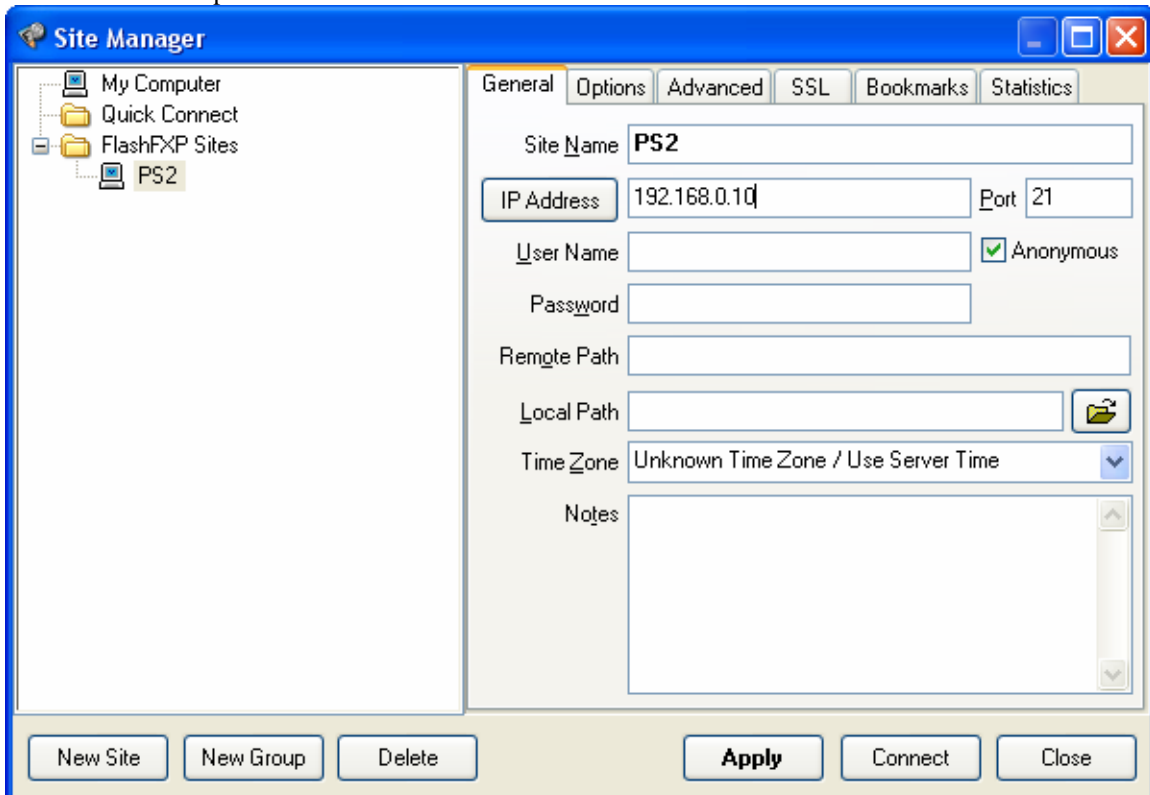 Site Manager
My Computer
Quick Connect
FlashFXP Sites
PS2
General Options Advanced SSL Bookmarks Statistics
Site Name PS2
IP Address 192.168.0.10 Port 21
User Name Anonymous
Password
Remote Path
Local Path
Time Zone Unknown Time Zone / Use Server Time
Notes
New Site New Group Delete Apply Connect Close